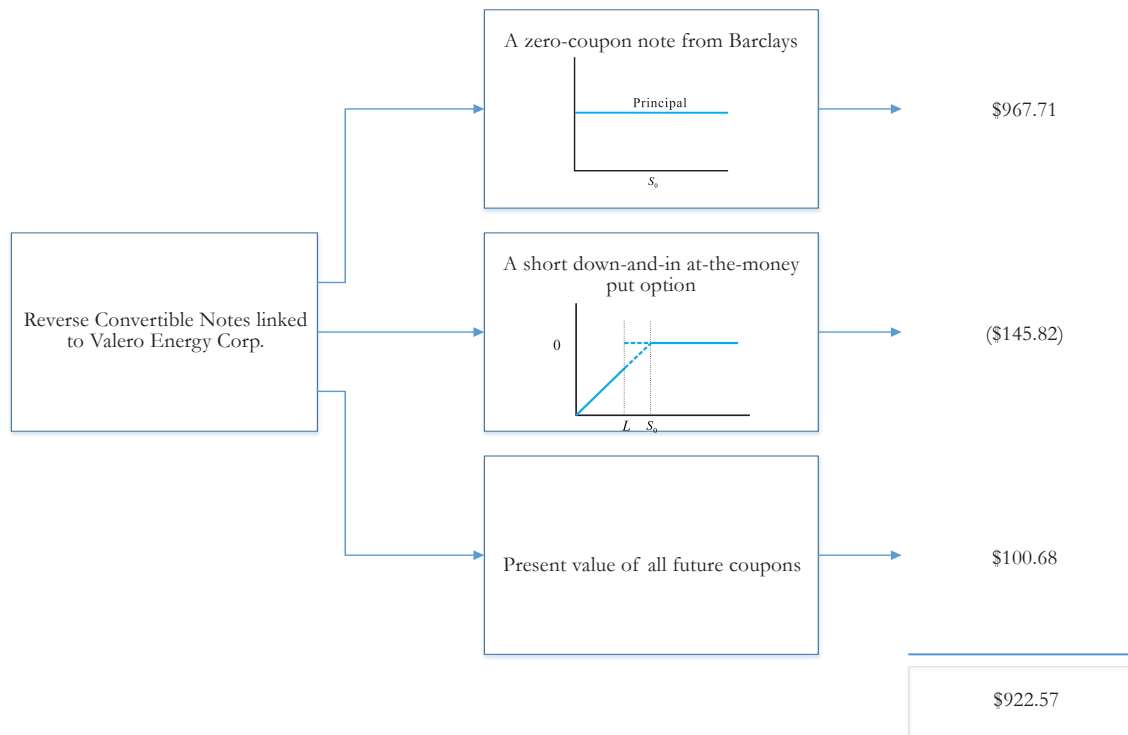 A zero-coupon note from Barclays
Principal
S₀
$967.71
Reverse Convertible Notes linked
to Valero Energy Corp.
A short down-and-in at-the-money
put option
0
L
S₀
($145.82)
Present value of all future coupons
$100.68
$922.57